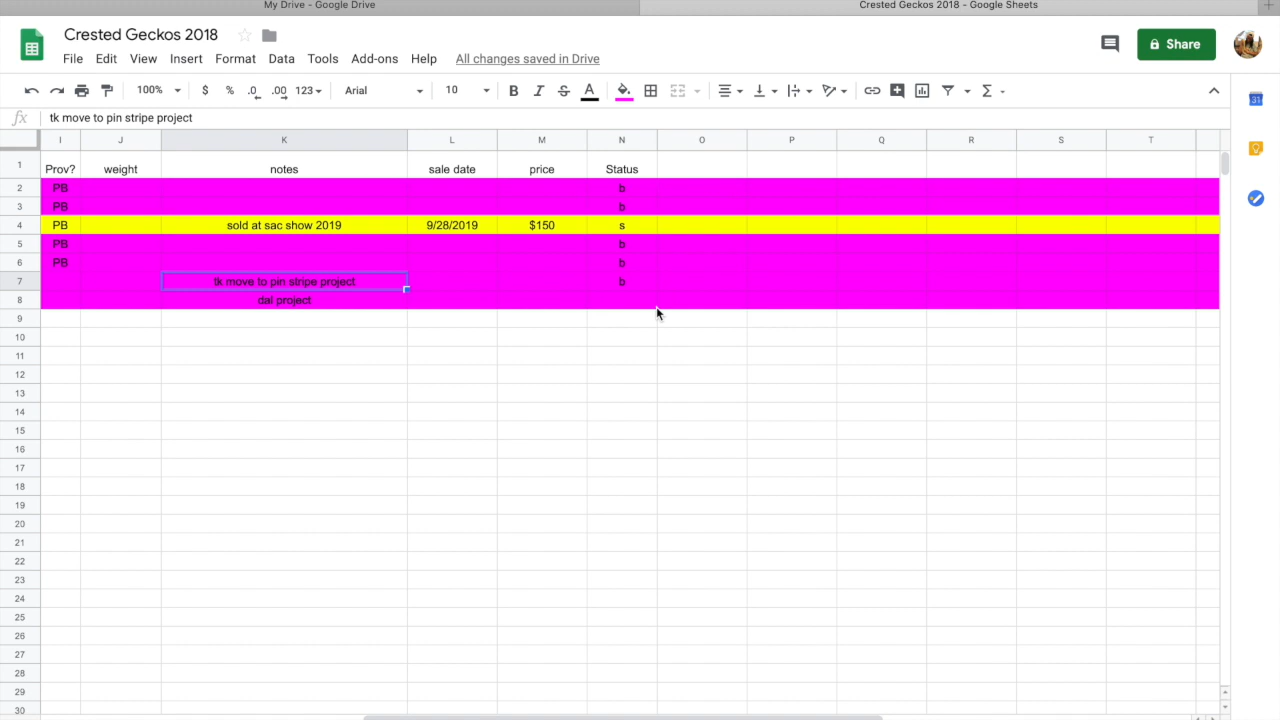 My Drive - Google Drive
Crested Geckos 2018 - Google Sheets
Crested Geckos 2018
Share
File Edit View Insert Format Data Tools Add-ons Help All changes saved in Drive
100% $ % .0 .00 123 Arial 10 B I S A Σ
fx tk move to pin stripe project
I J K L M N O P Q R S T
1 Prov? weight notes sale date price Status
2 PB b
3 PB b
4 PB sold at sac show 2019 9/28/2019 $150 s
5 PB b
6 PB b
7 tk move to pin stripe project b
8 dal project
9
10
11
12
13
14
15
16
17
18
19
20
21
22
23
24
25
26
27
28
29
30